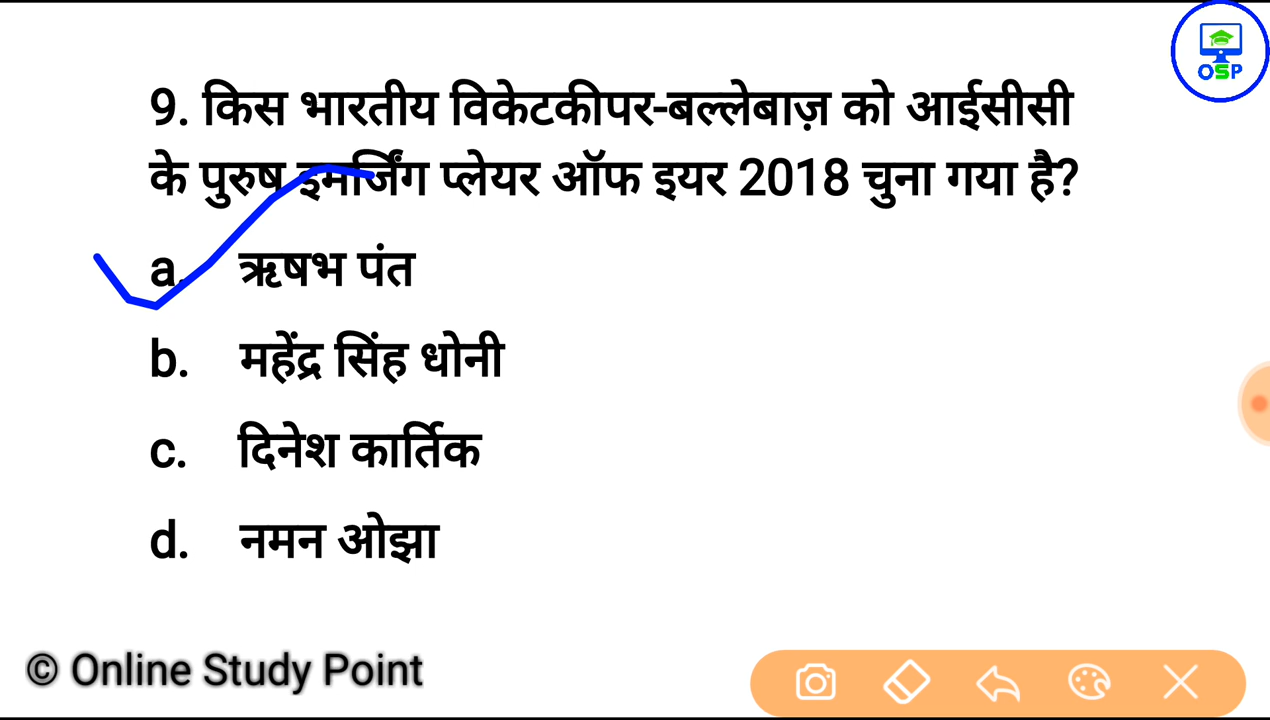 OSP
9. किस भारतीय विकेटकीपर-बल्लेबाज़ को आईसीसी
के पुरुष इमर्जिंग प्लेयर ऑफ इयर 2018 चुना गया है?
a. ऋषभ पंत
b. महेंद्र सिंह धोनी
c. दिनेश कार्तिक
d. नमन ओझा
© Online Study Point